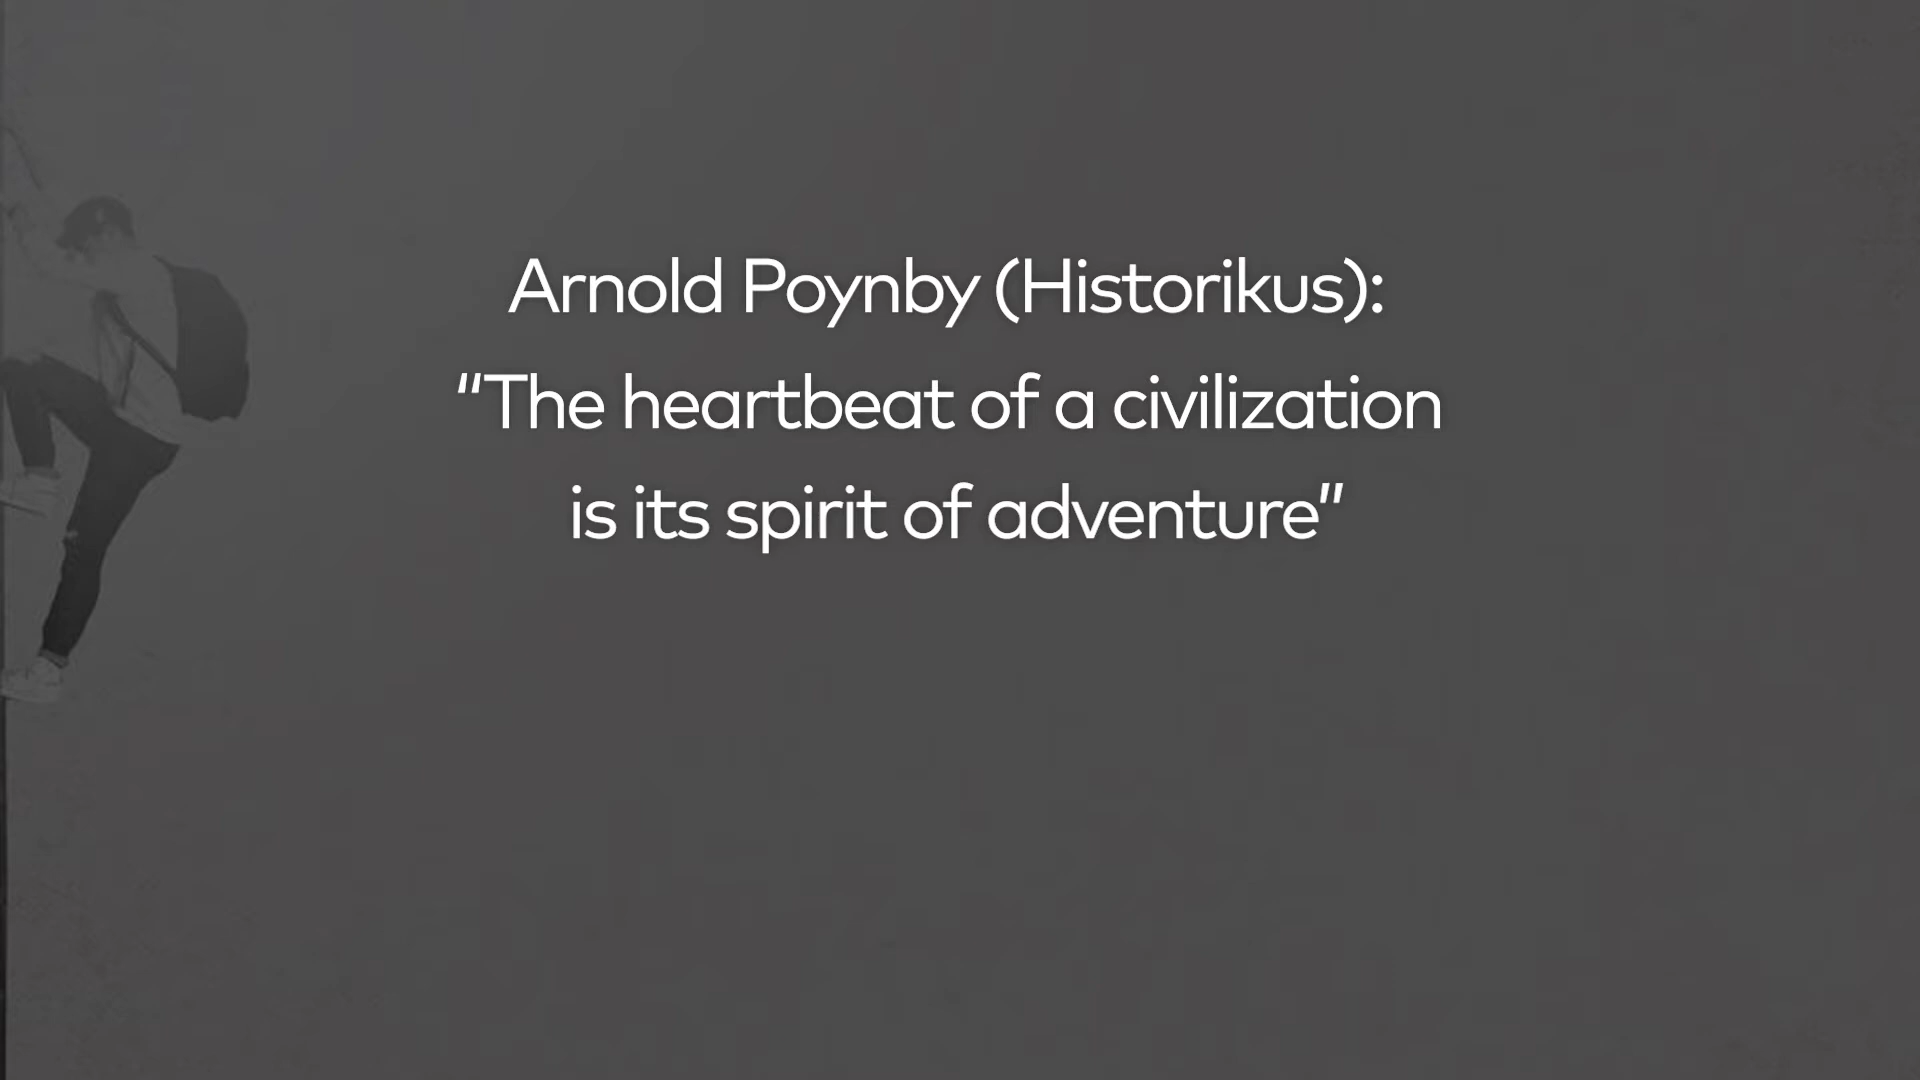 Arnold Poynby (Historikus):
"The heartbeat of a civilization
is its spirit of adventure"